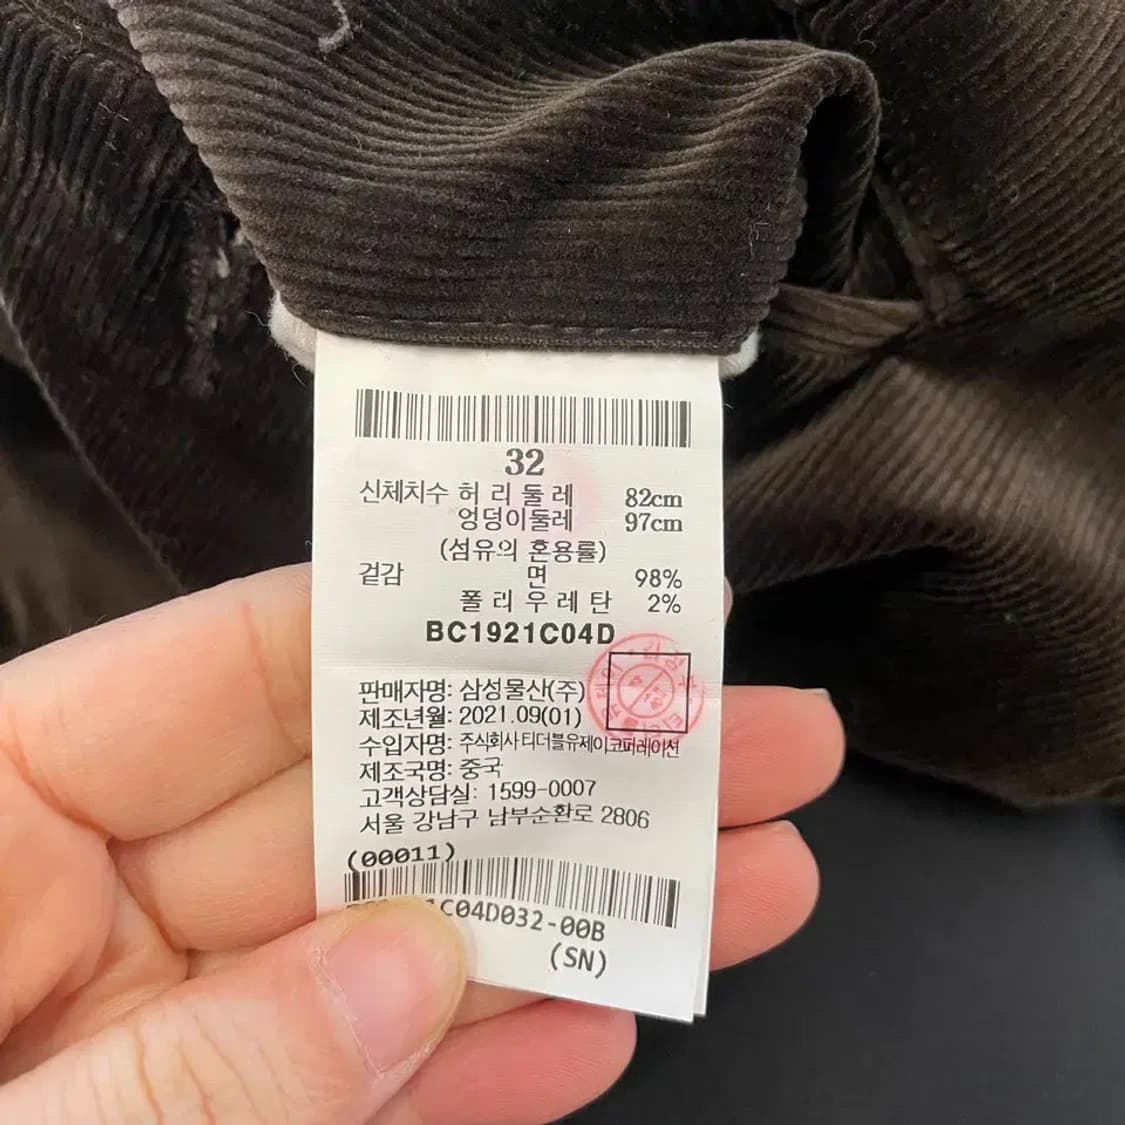 32
신체치수 허리둘레 82cm
엉덩이둘레 97cm
(섬유의 혼용률)
겉감 면 98%
폴리우레탄 2%
BC1921C04D
판매자명: 삼성물산(주)
제조년월: 2021.09(01)
수입자명: 주식회사티더블유제이코퍼레이션
제조국명: 중국
고객상담실: 1599-0007
서울 강남구 남부순환로 2806
(00011)
1C04D032-00B
(SN)